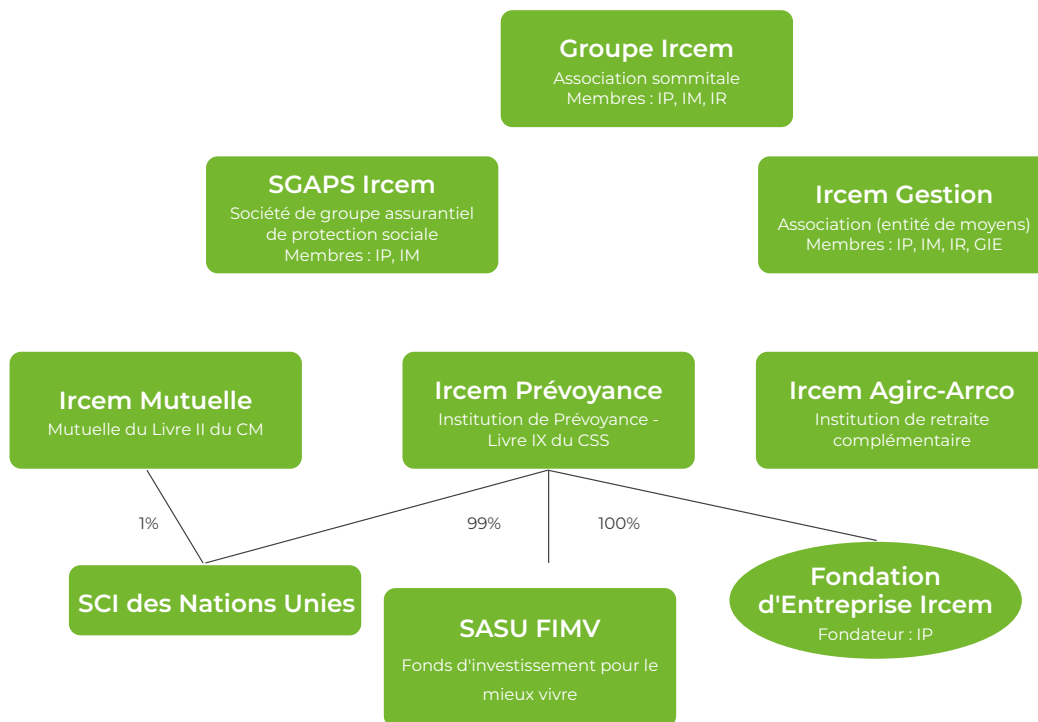 Groupe Ircem
Association sommitale
Membres : IP, IM, IR
SGAPS Ircem
Société de groupe assurantiel
de protection sociale
Membres : IP, IM
Ircem Gestion
Association (entité de moyens)
Membres : IP, IM, IR, GIE
Ircem Mutuelle
Mutuelle du Livre II du CM
Ircem Prévoyance
Institution de Prévoyance -
Livre IX du CSS
Ircem Agirc-Arrco
Institution de retraite
complémentaire
1%
99%
100%
SCI des Nations Unies
SASU FIMV
Fonds d'investissement pour le
mieux vivre
Fondation
d'Entreprise Ircem
Fondateur : IP